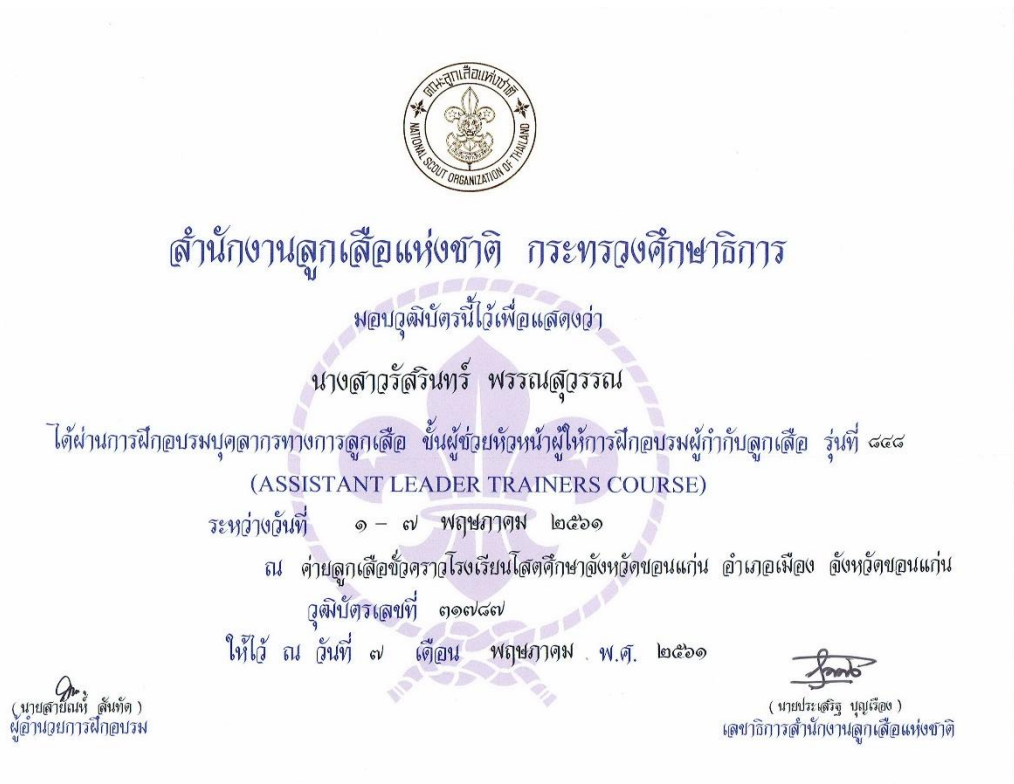 คณะลูกเสือแห่งชาติ
NATIONAL SCOUT ORGANIZATION OF THAILAND
สำนักงานลูกเสือแห่งชาติ กระทรวงศึกษาธิการ
มอบวุฒิบัตรนี้ไว้เพื่อแสดงว่า
นางสาวรัสรินทร์ พรรณสุวรรณ
ได้ผ่านการฝึกอบรมบุคลากรทางการลูกเสือ ขั้นผู้ช่วยหัวหน้าผู้ให้การฝึกอบรมผู้กำกับลูกเสือ รุ่นที่ ๘๔๘
(ASSISTANT LEADER TRAINERS COURSE)
ระหว่างวันที่ ๑ – ๗ พฤษภาคม ๒๕๖๑
ณ ค่ายลูกเสือชั่วคราวโรงเรียนโสตศึกษาจังหวัดขอนแก่น อำเภอเมือง จังหวัดขอนแก่น
วุฒิบัตรเลขที่ ๓๑๗๘๗
ให้ไว้ ณ วันที่ ๗ เดือน พฤษภาคม พ.ศ. ๒๕๖๑
(นายสายัณห์ สันทัด)
ผู้อำนวยการฝึกอบรม
(นายประเสริฐ บุญเรือง)
เลขาธิการสำนักงานลูกเสือแห่งชาติ